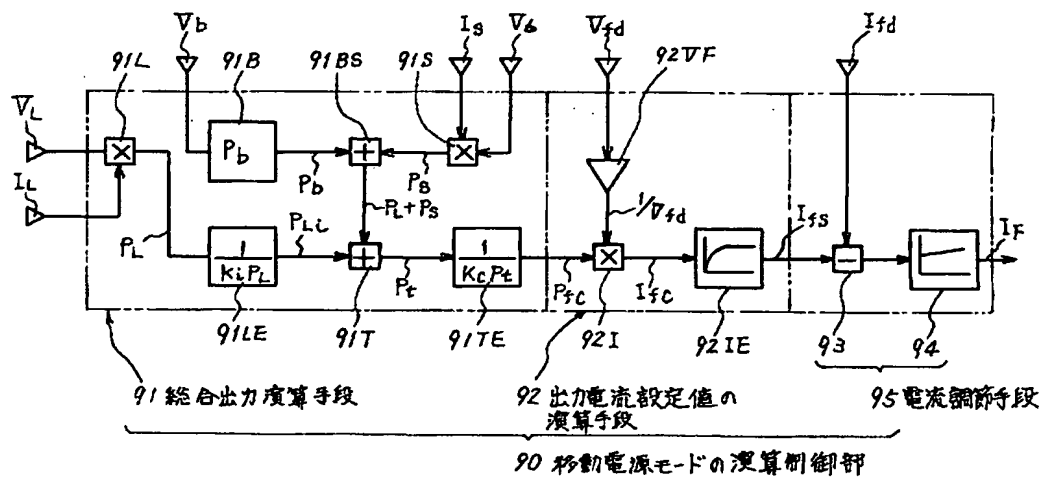 Vb
Is
Vs
Vfd
Ifd
91L
91B
91BS
91S
92VF
VL
IL
×
Pb
+
×
Pb
Ps
PL+Ps
1/Vfd
PL
1/KiPL
PLi
+
Pt
1/KcPt
PfC
×
IfC
IfS
−
IF
91LE
91T
91TE
92I
92IE
93
94
91 総合出力演算手段
92 出力電流設定値の
演算手段
95 電流調節手段
90 移動電源モードの演算制御部